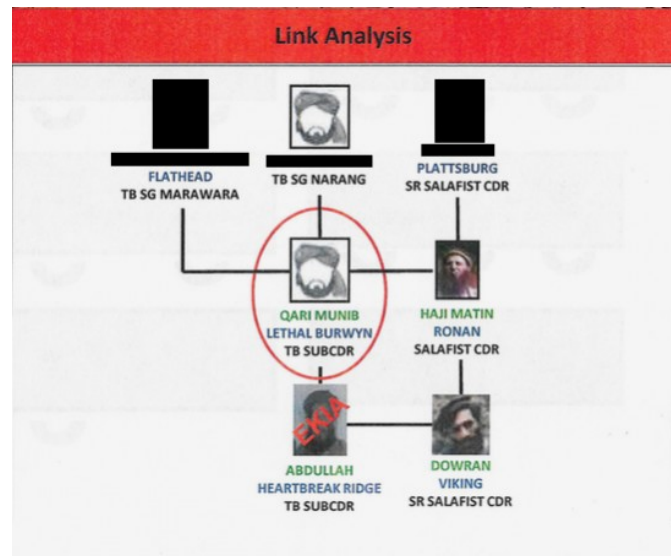 Link Analysis
FLATHEAD
TB SG MARAWARA
TB SG NARANG
PLATTSBURG
SR SALAFIST CDR
QARI MUNIB
LETHAL BURWYN
TB SUBCDR
HAJI MATIN
RONAN
SALAFIST CDR
EKIA
ABDULLAH
HEARTBREAK RIDGE
TB SUBCDR
DOWRAN
VIKING
SR SALAFIST CDR